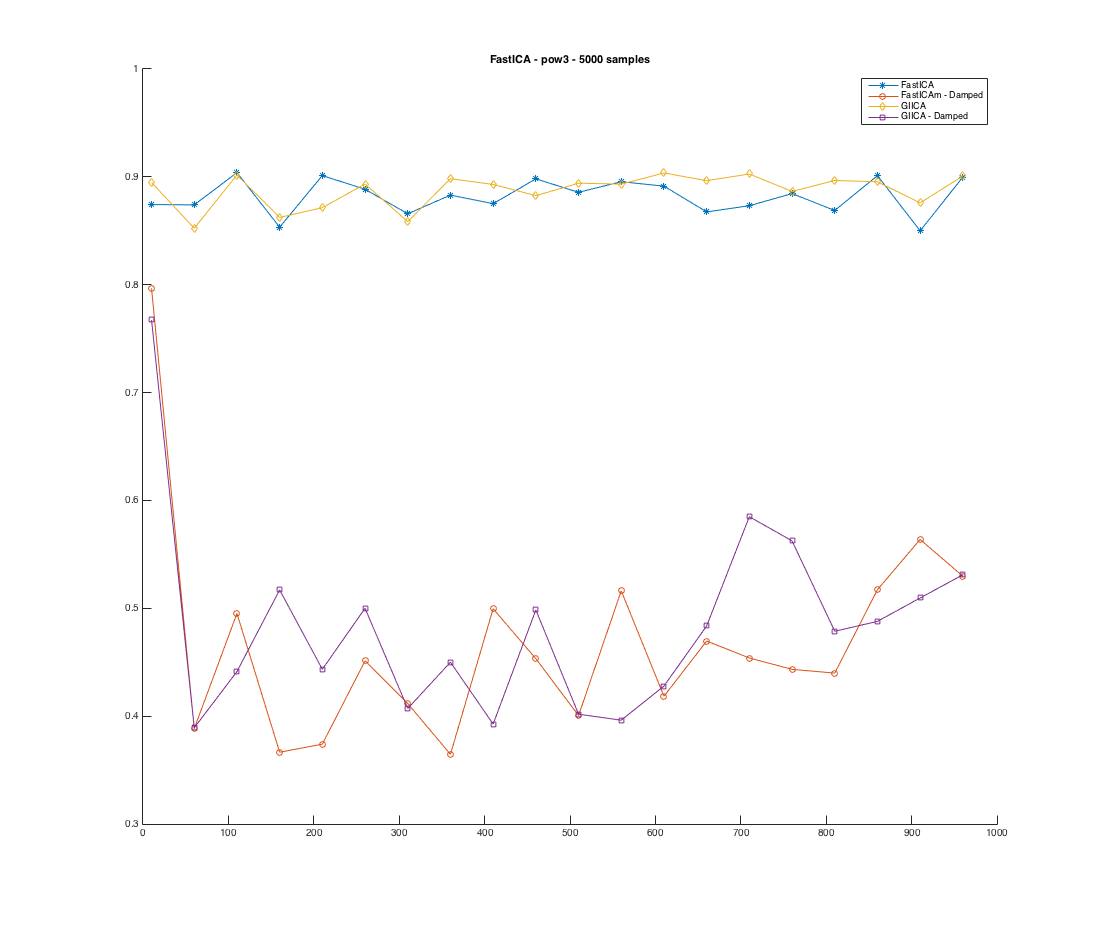 FastICA - pow3 - 5000 samples
FastICA
FastICAm - Damped
GIICA
GIICA - Damped
1
0.9
0.8
0.7
0.6
0.5
0.4
0.3
0 100 200 300 400 500 600 700 800 900 1000